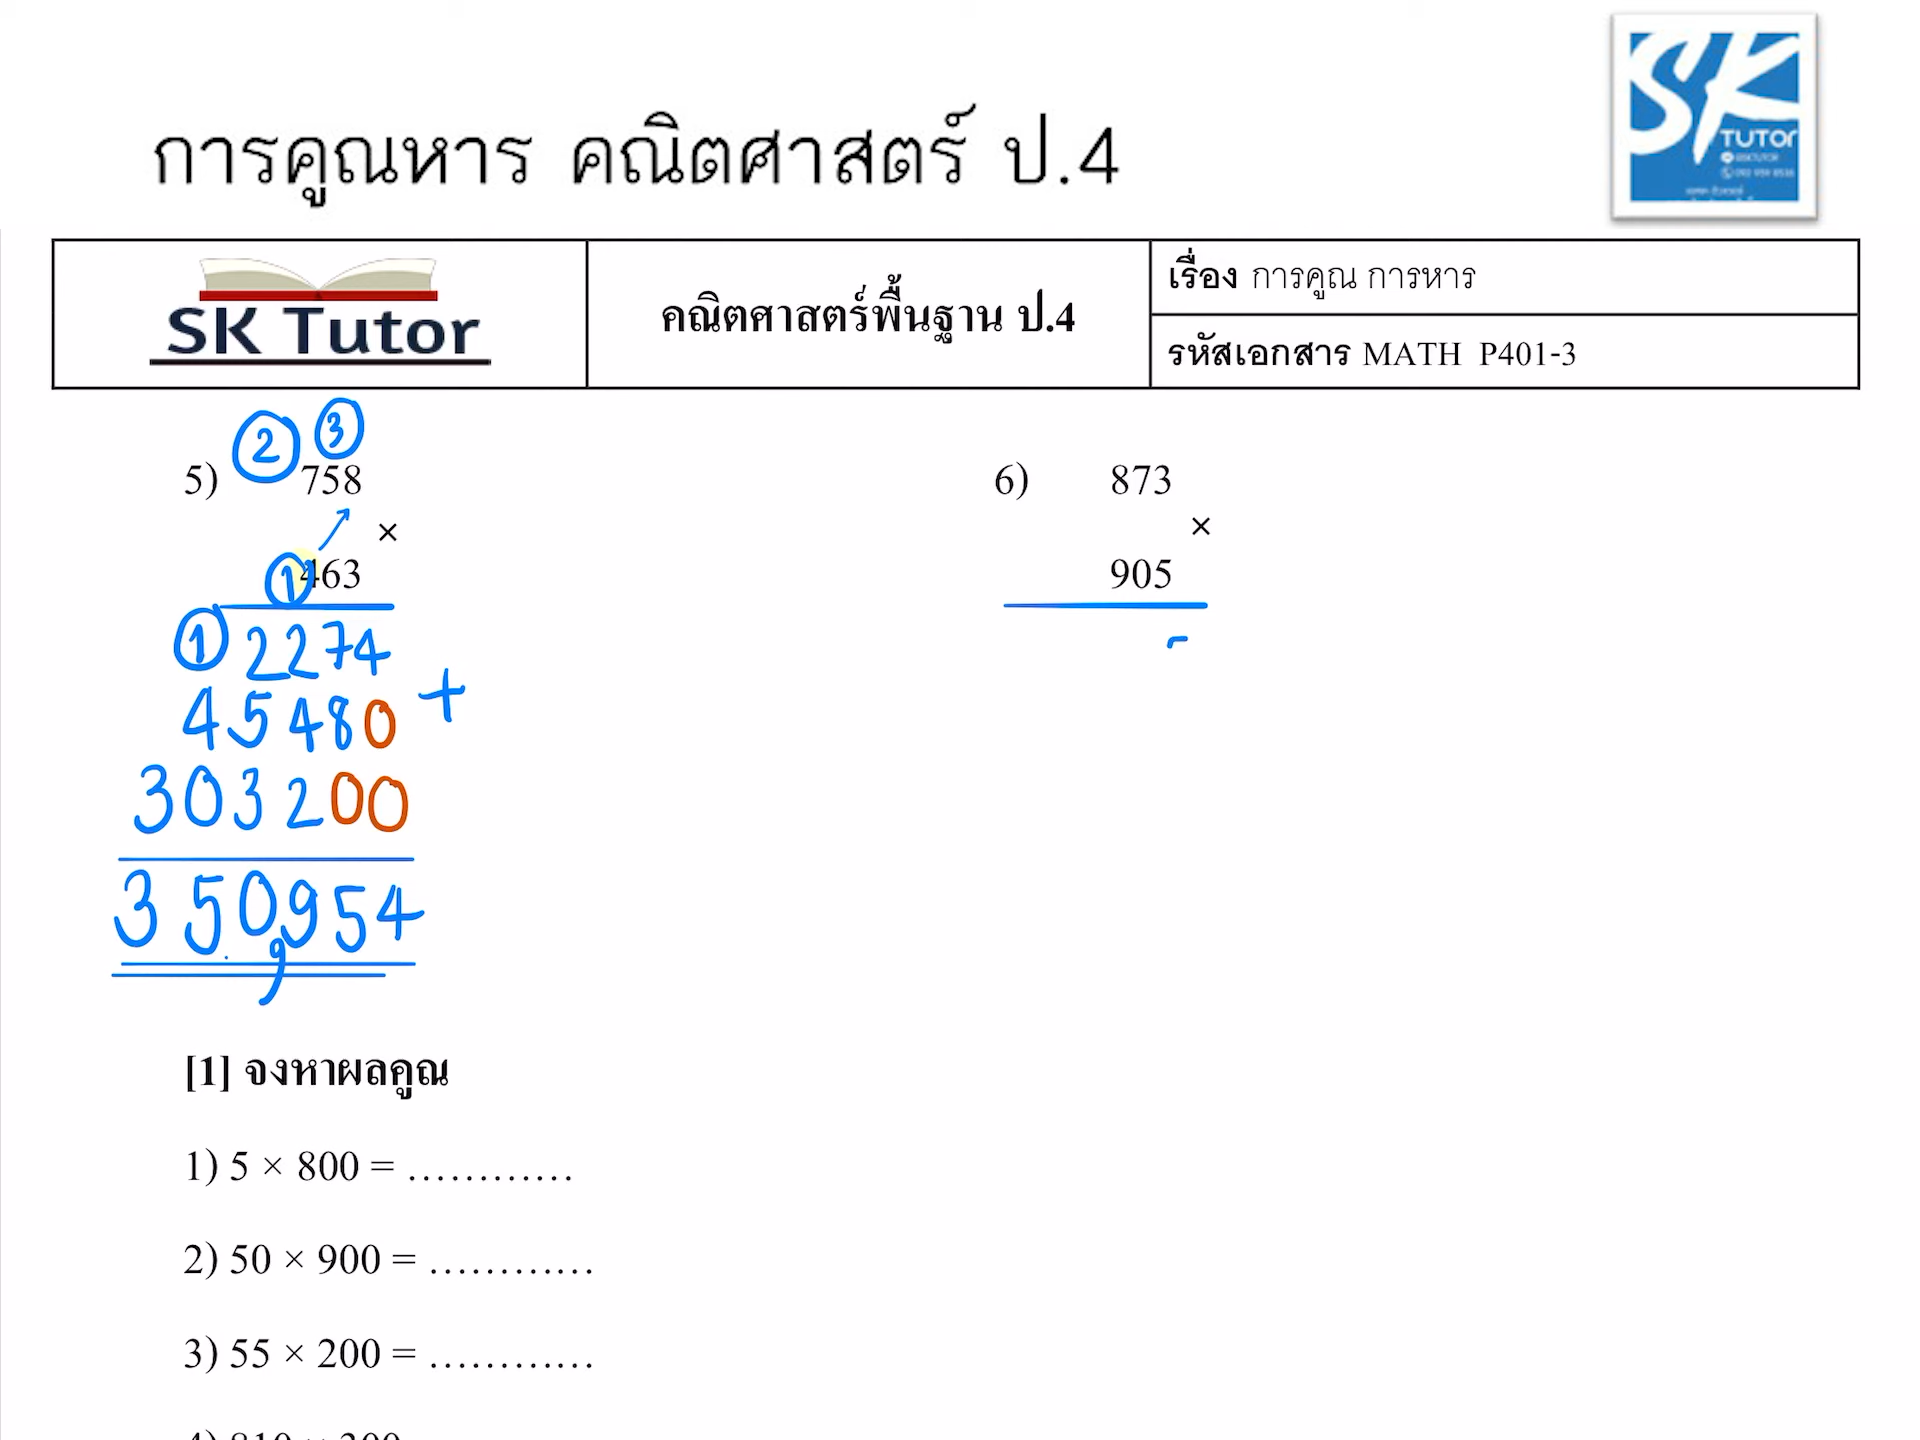 การคูณหาร คณิตศาสตร์ ป.4
SK
TUTOR
SK Tutor
คณิตศาสตร์พื้นฐาน ป.4
เรื่อง การคูณ การหาร
รหัสเอกสาร MATH P401-3
2 3
5) 758
×
1 463
1 2274
+
45480
303200
350,954
6) 873
×
905
[1] จงหาผลคูณ
1) 5 × 800 = …………
2) 50 × 900 = …………
3) 55 × 200 = …………